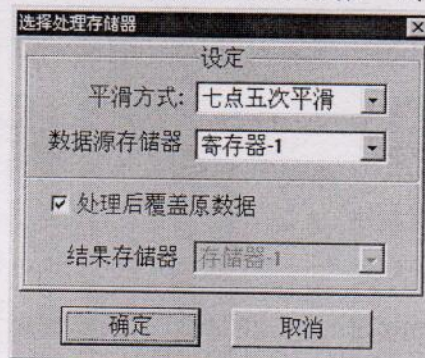 选择处理存储器
设定
平滑方式: 七点五次平滑
数据源存储器 寄存器-1
处理后覆盖原数据
结果存储器 存储器-1
确定 取消